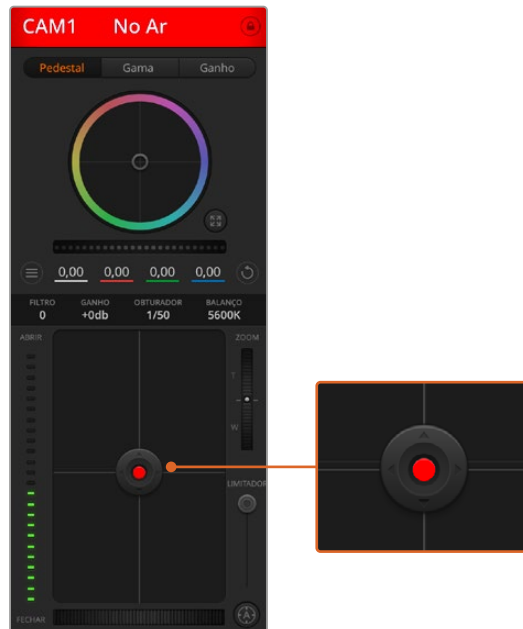 CAM1 No Ar
Pedestal Gama Ganho
0,00 0,00 0,00 0,00
FILTRO GANHO OBTURADOR BALANÇO
0 +0db 1/50 5600K
ABRIR ZOOM
T
W
LIMITADOR
FECHAR A